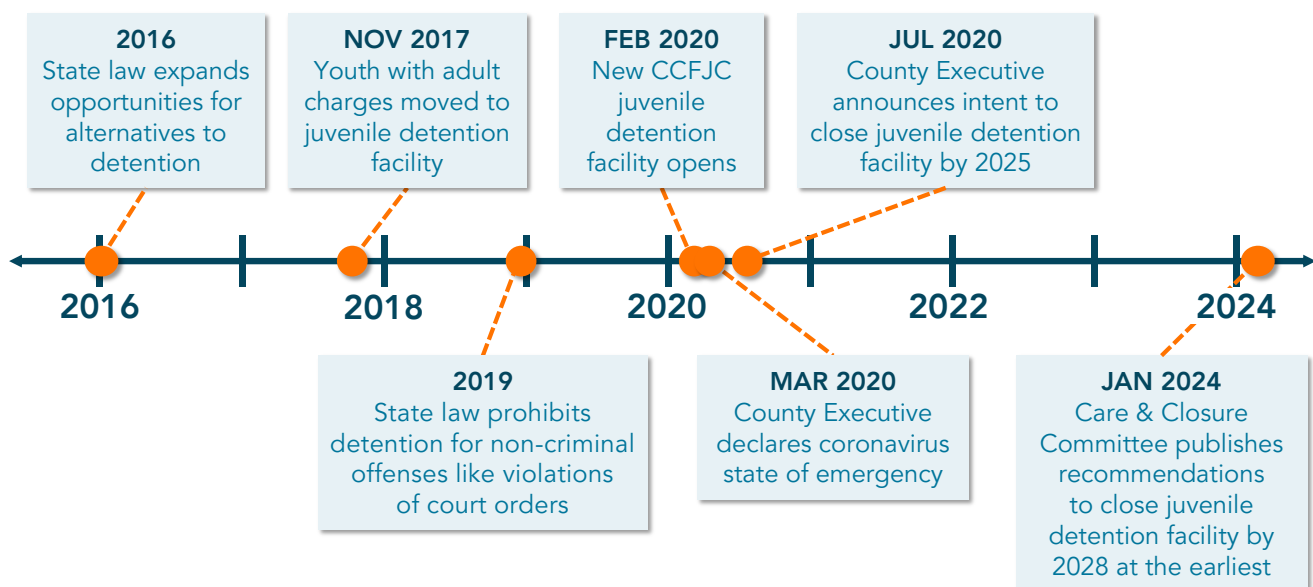 2016
State law expands
opportunities for
alternatives to
detention
NOV 2017
Youth with adult
charges moved to
juvenile detention
facility
FEB 2020
New CCFJC
juvenile
detention
facility opens
JUL 2020
County Executive
announces intent to
close juvenile detention
facility by 2025
2016
2018
2020
2022
2024
2019
State law prohibits
detention for non-criminal
offenses like violations
of court orders
MAR 2020
County Executive
declares coronavirus
state of emergency
JAN 2024
Care & Closure
Committee publishes
recommendations
to close juvenile
detention facility by
2028 at the earliest